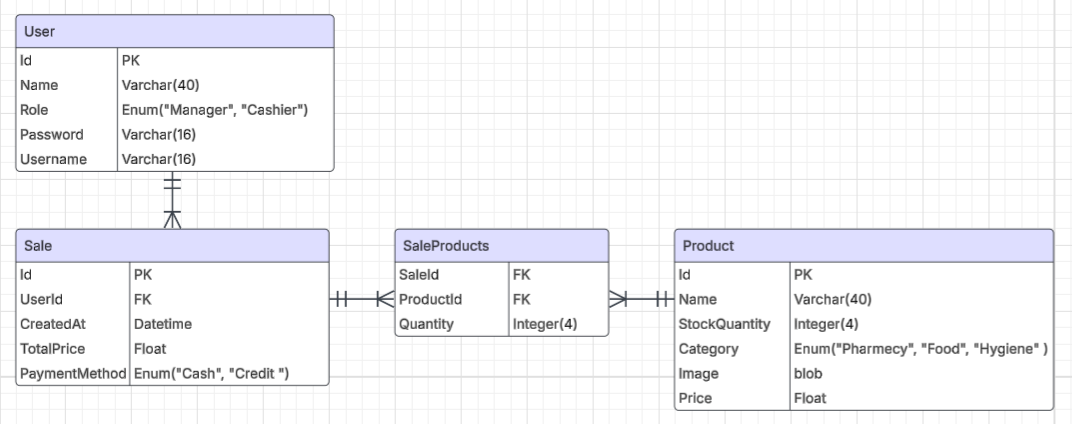 User
Id PK
Name Varchar(40)
Role Enum("Manager", "Cashier")
Password Varchar(16)
Username Varchar(16)
Sale
Id PK
UserId FK
CreatedAt Datetime
TotalPrice Float
PaymentMethod Enum("Cash", "Credit ")
SaleProducts
SaleId FK
ProductId FK
Quantity Integer(4)
Product
Id PK
Name Varchar(40)
StockQuantity Integer(4)
Category Enum("Pharmecy", "Food", "Hygiene" )
Image blob
Price Float